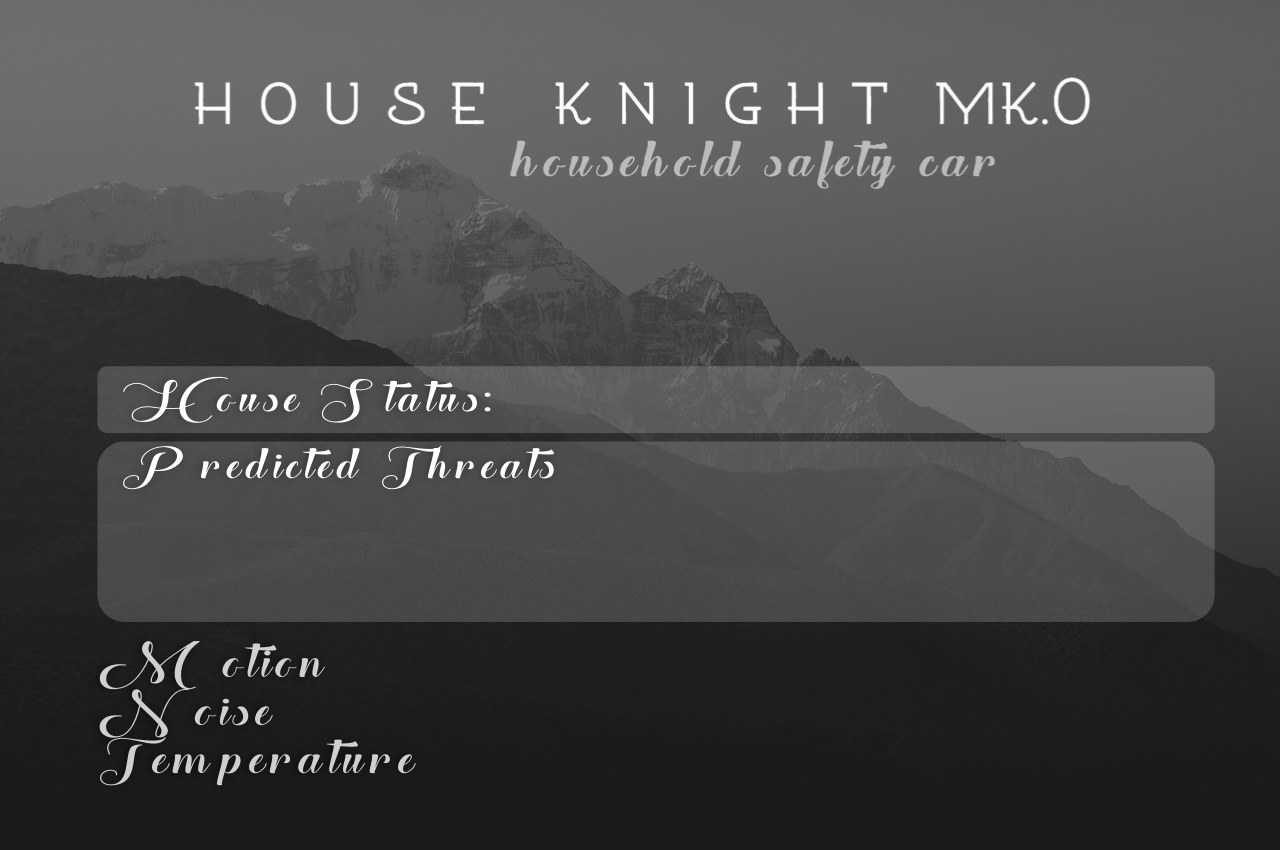 HOUSE KNIGHT MK.0
household safety car
House Status:
Predicted Threats
Motion
Noise
Temperature